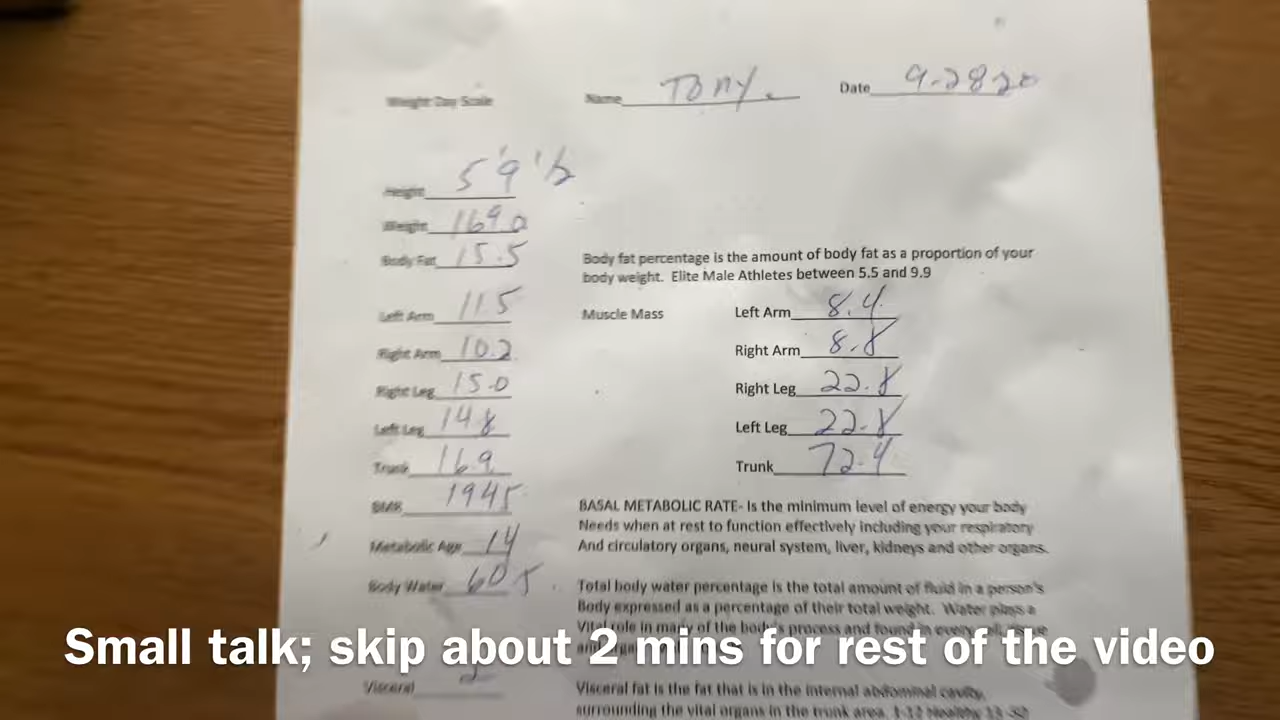 Weight Day Scale Name Tony. Date 9-28 20
Height 5'9 1/2
Weight 169.0
Body Fat 15.5
Body fat percentage is the amount of body fat as a proportion of your
body weight. Elite Male Athletes between 5.5 and 9.9
Left Arm 11.5 Muscle Mass Left Arm 8.4
Right Arm 10.2 Right Arm 8.8
Right Leg 15.0 Right Leg 22.8
Left Leg 14.8 Left Leg 22.8
Trunk 16.9 Trunk 72.4
BMR 1945
BASAL METABOLIC RATE- Is the minimum level of energy your body
Needs when at rest to function effectively including your respiratory
And circulatory organs, neural system, liver, kidneys and other organs.
Metabolic Age 14
Body Water 60.5
Total body water percentage is the total amount of fluid in a person's
Body expressed as a percentage of their total weight. Water plays a
Vital role in many of the body's process and found in every
Small talk; skip about 2 mins for rest of the video
Visceral
Visceral fat is the fat that is in the internal abdominal cavity,
surrounding the vital organs in the trunk area. 1-12 Healthy